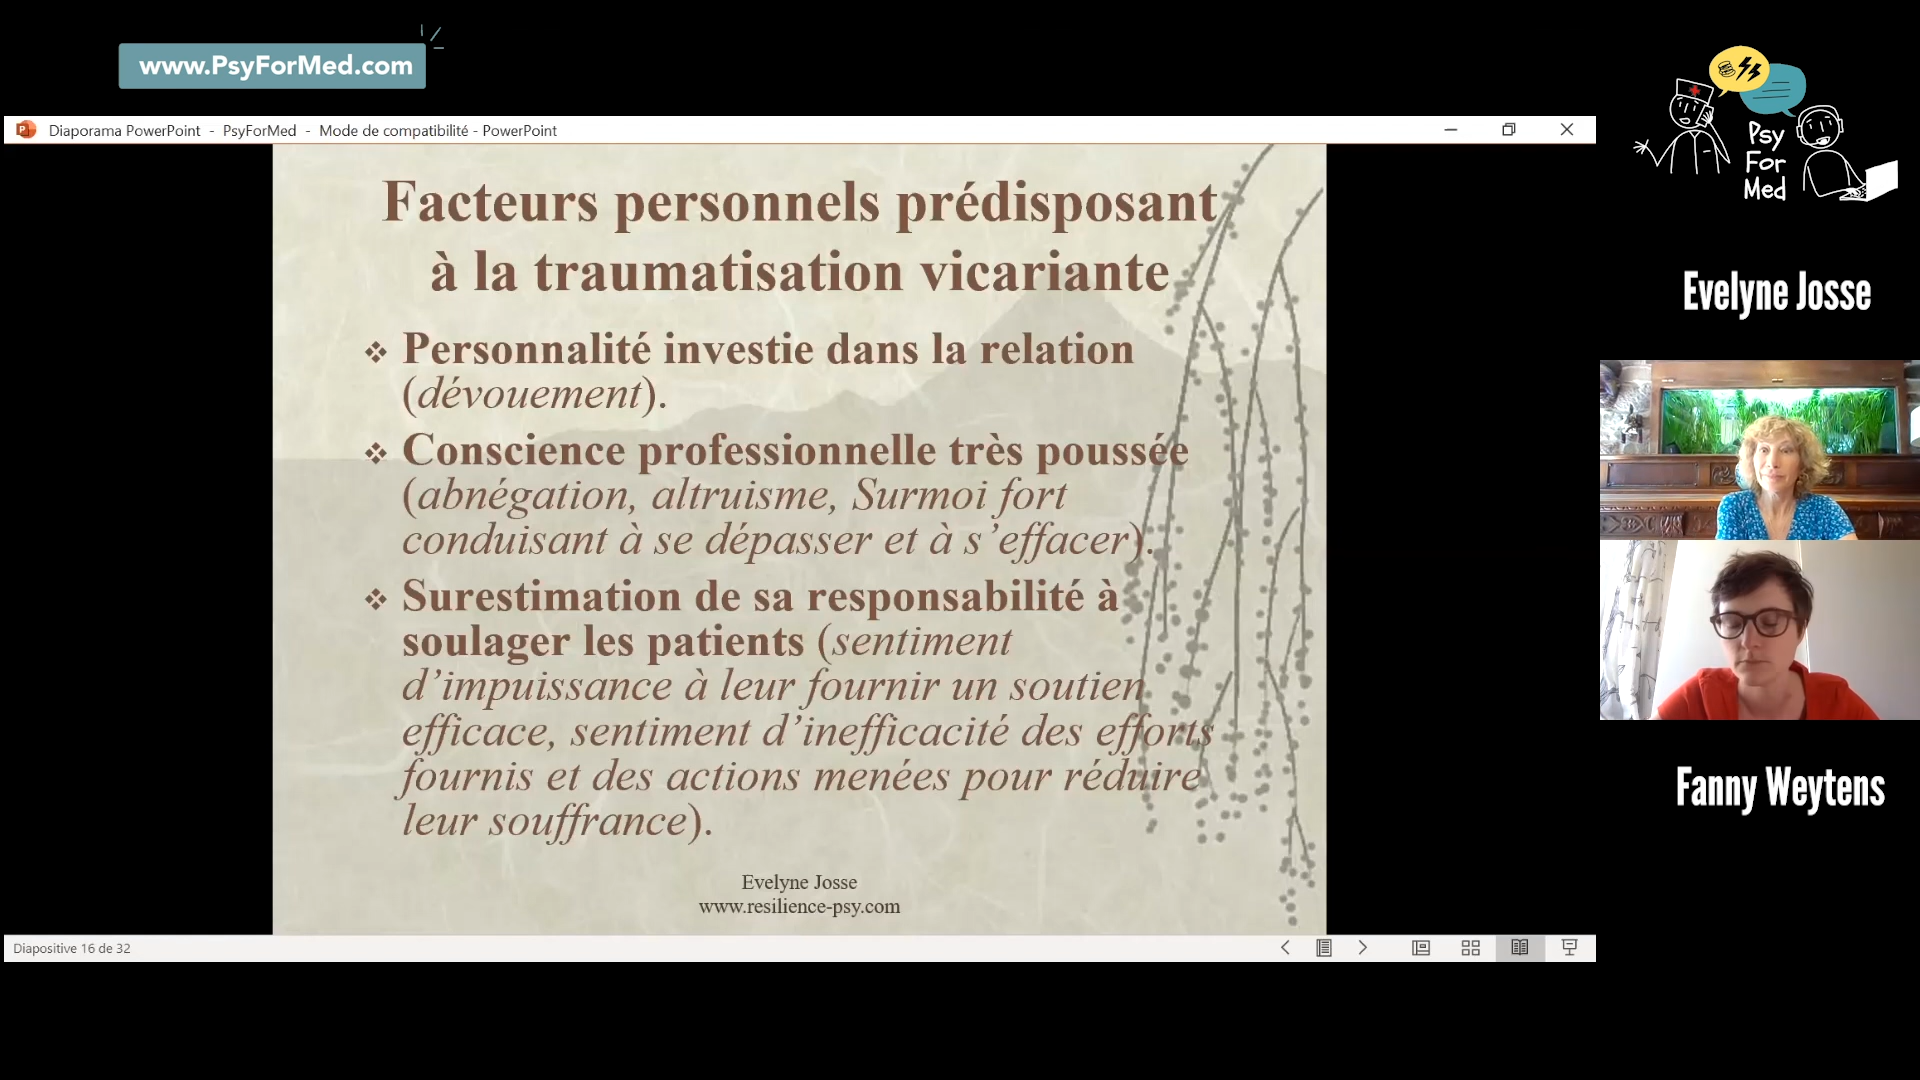 www.PsyForMed.com
Diaporama PowerPoint - PsyForMed - Mode de compatibilité - PowerPoint
Facteurs personnels prédisposant
à la traumatisation vicariante
❖ Personnalité investie dans la relation
(dévouement).
❖ Conscience professionnelle très poussée
(abnégation, altruisme, Surmoi fort
conduisant à se dépasser et à s’effacer).
❖ Surestimation de sa responsabilité à
soulager les patients (sentiment
d’impuissance à leur fournir un soutien
efficace, sentiment d’inefficacité des efforts
fournis et des actions menées pour réduire
leur souffrance).
Evelyne Josse
www.resilience-psy.com
Diapositive 16 de 32
Psy
For
Med
Evelyne Josse
Fanny Weytens